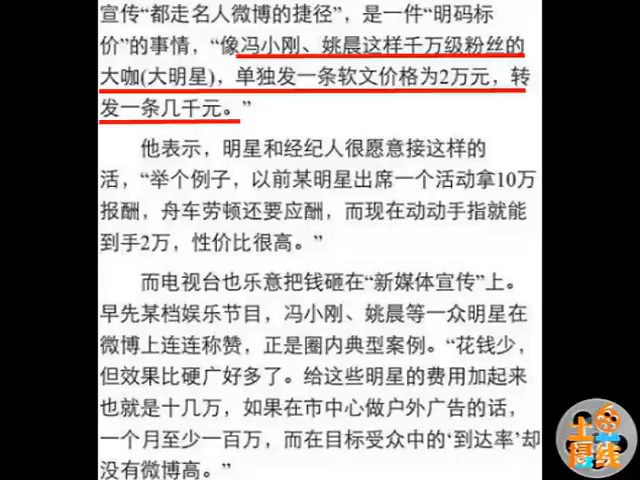 宣传“都走名人微博的捷径”，是一件“明码标
价”的事情，“像冯小刚、姚晨这样千万级粉丝的
大咖(大明星)，单独发一条软文价格为2万元，转
发一条几千元。”
他表示，明星和经纪人很愿意接这样的
活，“举个例子，以前某明星出席一个活动拿10万
报酬，舟车劳顿还要应酬，而现在动动手指就能
到手2万，性价比很高。”
而电视台也乐意把钱砸在“新媒体宣传”上。
早先某档娱乐节目，冯小刚、姚晨等一众明星在
微博上连连称赞，正是圈内典型案例。“花钱少，
但效果比硬广好多了。给这些明星的费用加起来
也就是十几万，如果在市中心做户外广告的话，
一个月至少一百万，而在目标受众中的‘到达率’却
没有微博高。”